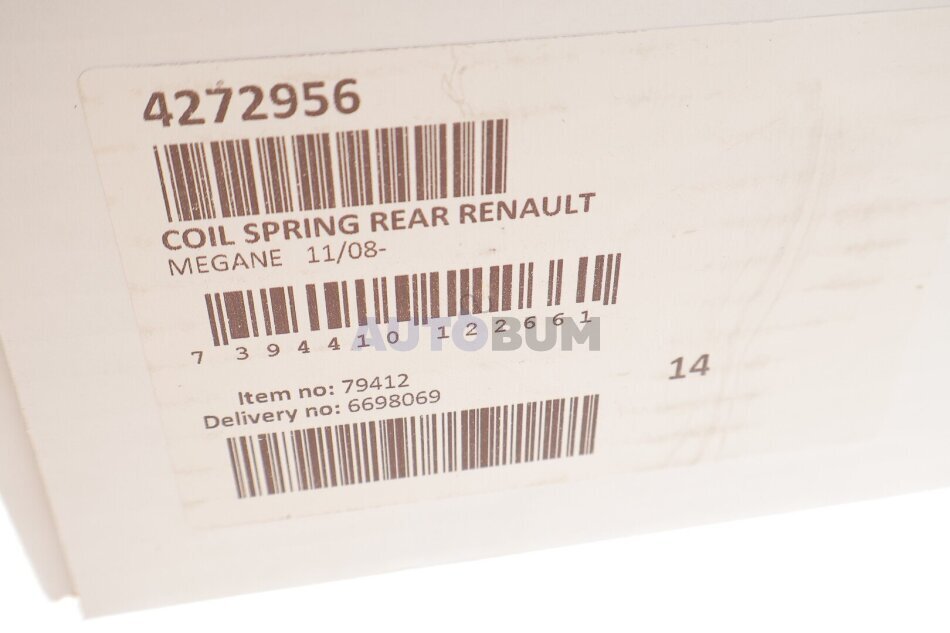 4272956
COIL SPRING REAR RENAULT
MEGANE 11/08-
7 394410 122661
AUTOBUM
Item no: 79412
Delivery no: 6698069
14